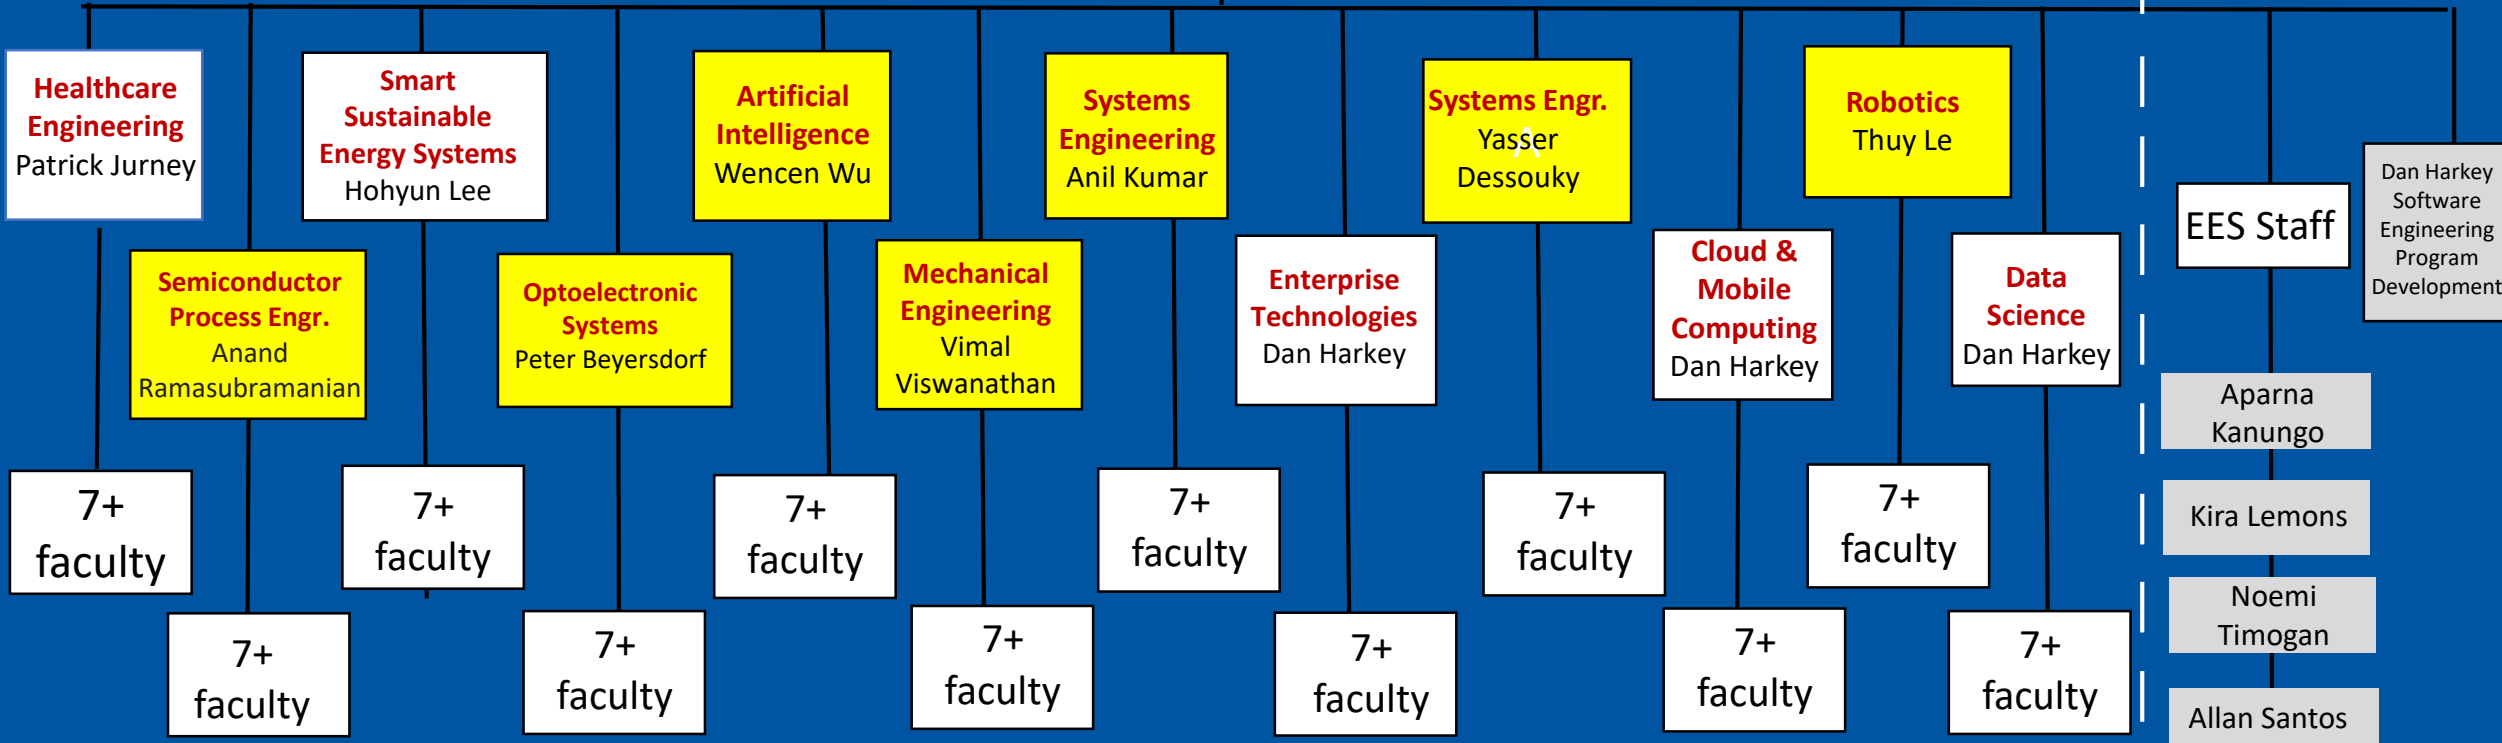 Healthcare
Engineering
Patrick Jurney
Smart
Sustainable
Energy Systems
Hohyun Lee
Artificial
Intelligence
Wencen Wu
Systems
Engineering
Anil Kumar
Systems Engr.
A
Yasser
Dessouky
Robotics
Thuy Le
Semiconductor
Process Engr.
Anand
Ramasubramanian
Optoelectronic
Systems
Peter Beyersdorf
Mechanical
Engineering
Vimal
Viswanathan
Enterprise
Technologies
Dan Harkey
Cloud &
Mobile
Computing
Dan Harkey
Data
Science
Dan Harkey
EES Staff
Dan Harkey
Software
Engineering
Program
Development
Aparna
Kanungo
Kira Lemons
Noemi
Timogan
Allan Santos
7+
faculty
7+
faculty
7+
faculty
7+
faculty
7+
faculty
7+
faculty
7+
faculty
7+
faculty
7+
faculty
7+
faculty
7+
faculty
7+
faculty